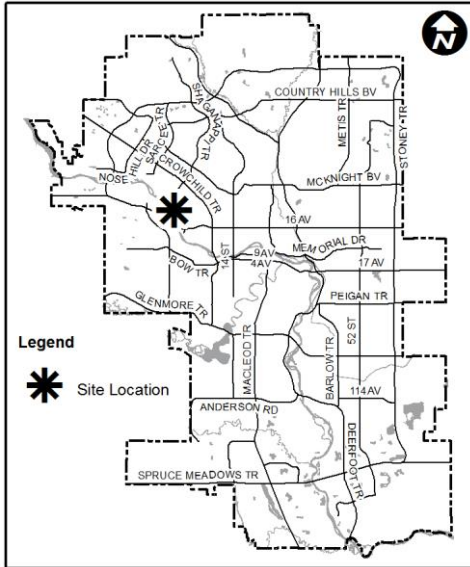 N
COUNTRY HILLS BV
METIS TR
SHAGANAPPI TR
SARCEE TR
STONEY TR
NOSE HILL DR
CROWCHILD TR
MCKNIGHT BV
16 AV
MEMORIAL DR
14 ST
9 AV
4 AV
17 AV
BOW TR
PEIGAN TR
GLENMORE TR
52 ST
Legend
Site Location
MACLEOD TR
BARLOW TR
114 AV
ANDERSON RD
DEERFOOT TR
SPRUCE MEADOWS TR